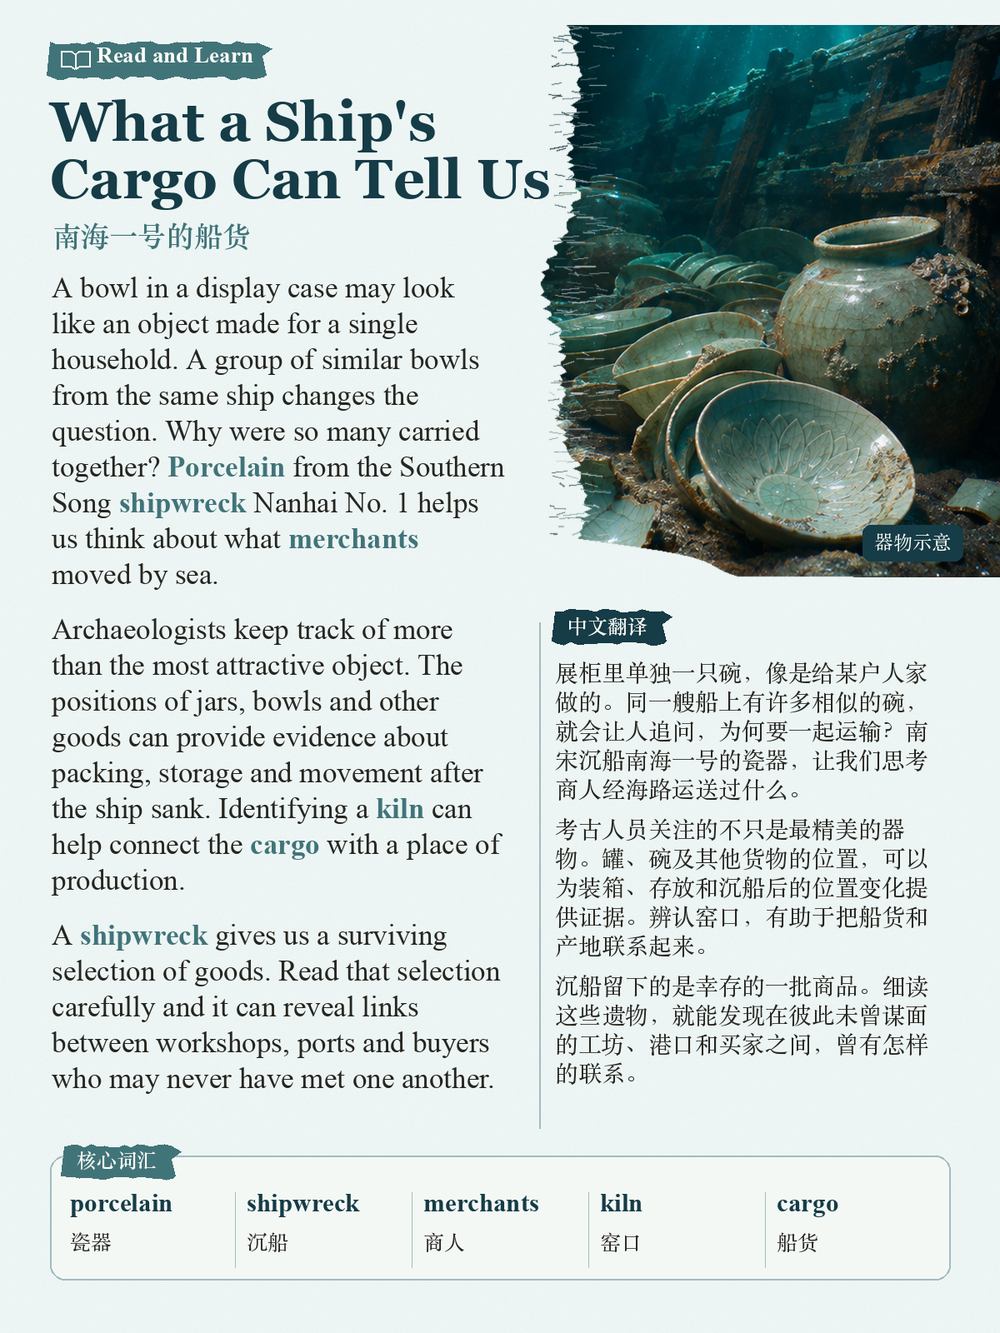 Read and Learn
What a Ship's
Cargo Can Tell Us
南海一号的船货
A bowl in a display case may look
like an object made for a single
household. A group of similar bowls
from the same ship changes the
question. Why were so many carried
together? Porcelain from the Southern
Song shipwreck Nanhai No. 1 helps
us think about what merchants
moved by sea.
Archaeologists keep track of more
than the most attractive object. The
positions of jars, bowls and other
goods can provide evidence about
packing, storage and movement after
the ship sank. Identifying a kiln can
help connect the cargo with a place of
production.
A shipwreck gives us a surviving
selection of goods. Read that selection
carefully and it can reveal links
between workshops, ports and buyers
who may never have met one another.
器物示意
中文翻译
展柜里单独一只碗，像是给某户人家
做的。同一艘船上有许多相似的碗，
就会让人追问，为何要一起运输？南
宋沉船南海一号的瓷器，让我们思考
商人经海路运送过什么。
考古人员关注的不只是最精美的器
物。罐、碗及其他货物的位置，可以
为装箱、存放和沉船后的位置变化提
供证据。辨认窑口，有助于把船货和
产地联系起来。
沉船留下的是幸存的一批商品。细读
这些遗物，就能发现在彼此未曾谋面
的工坊、港口和买家之间，曾有怎样
的联系。
核心词汇
porcelain
瓷器
shipwreck
沉船
merchants
商人
kiln
窑口
cargo
船货